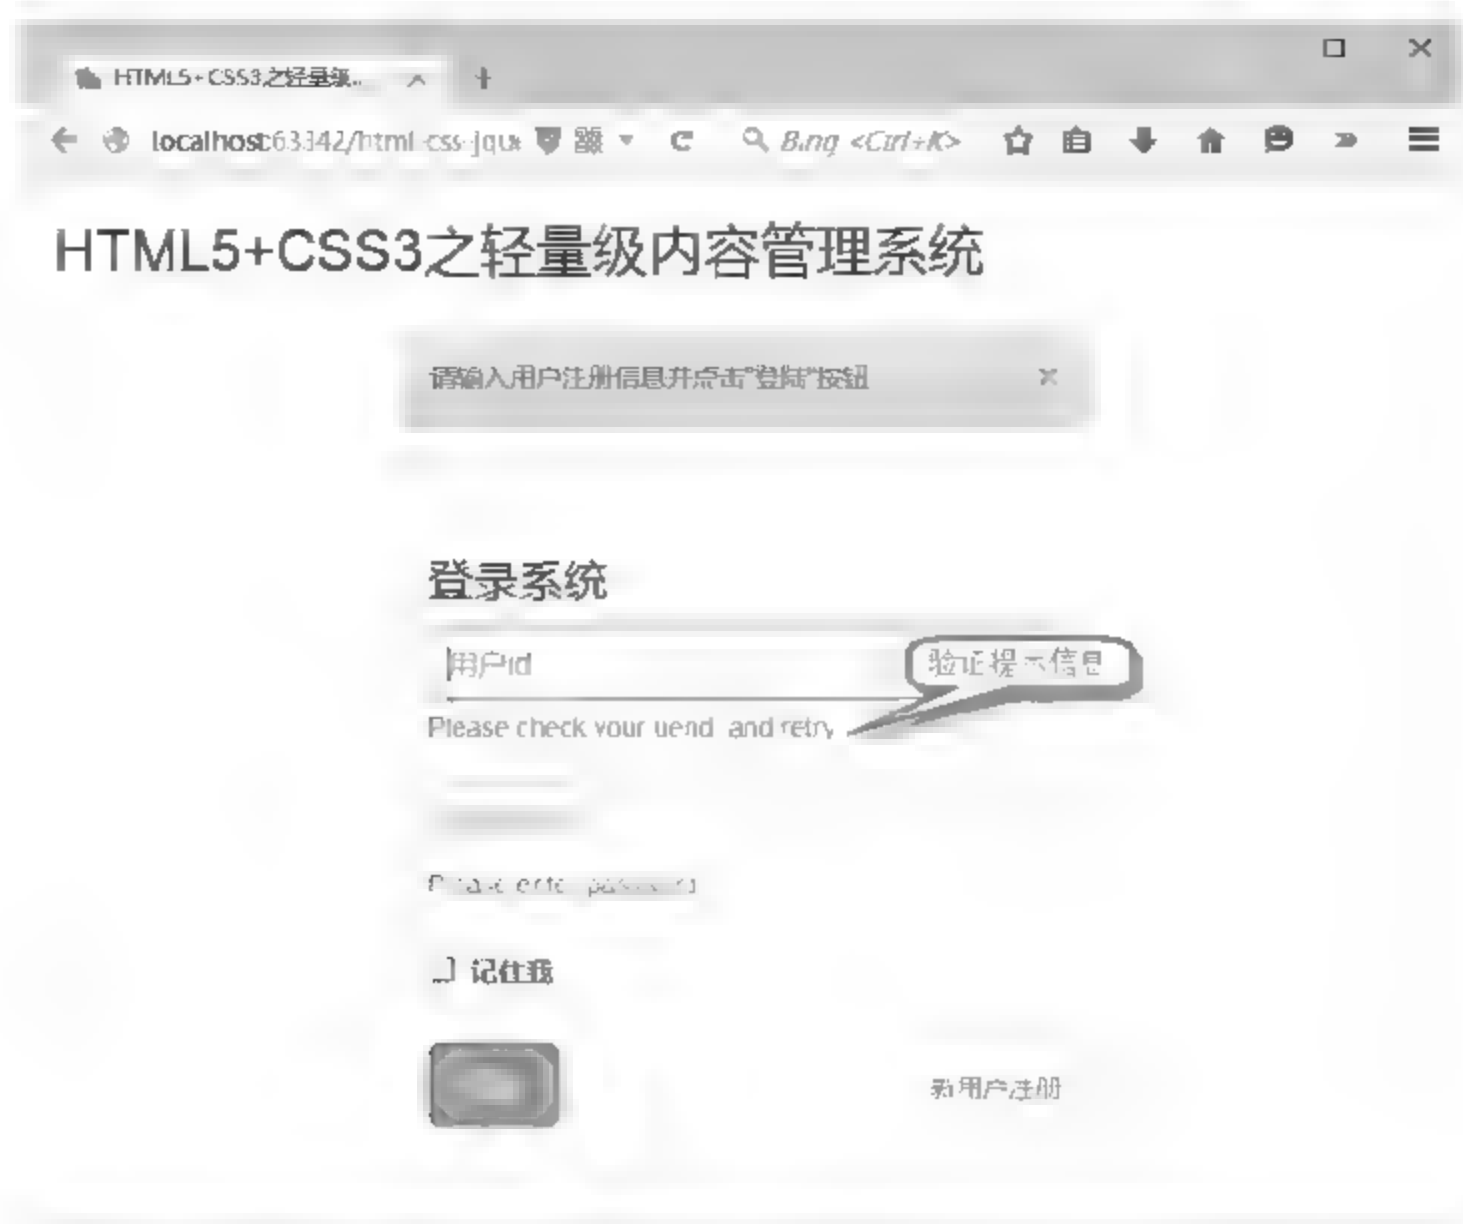 HTML5+CSS3之轻量级..
localhost:63342/html-css-jque
Bing <Ctrl+K>
HTML5+CSS3之轻量级内容管理系统
请输入用户注册信息并点击"登陆"按钮
登录系统
用户id
验证提示信息
Please check your and retry
记住我
新用户注册